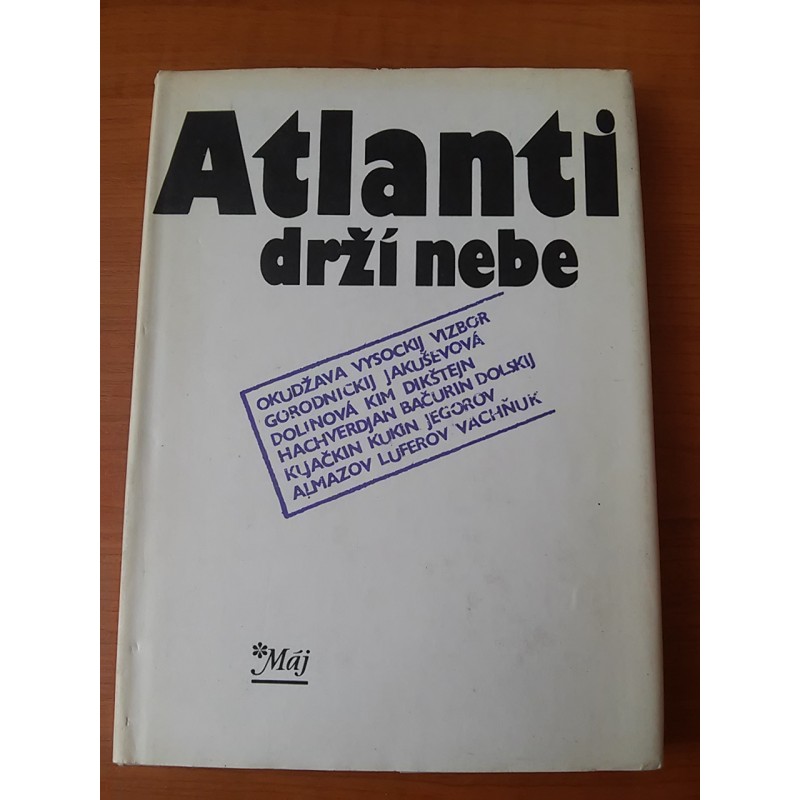 Atlanti
drží nebe
OKUDŽAVA VYSOCKIJ VIZBOR
GORODNICKIJ JAKUŠEVOVÁ
DOLINOVÁ KIM DIKŠTEJN
HACHVERDJAN BAČURIN DOLSKIJ
KLJAČKIN KUKIN JEGOROV
ALMAZOV LUFEROV VACHŇUK
*Máj